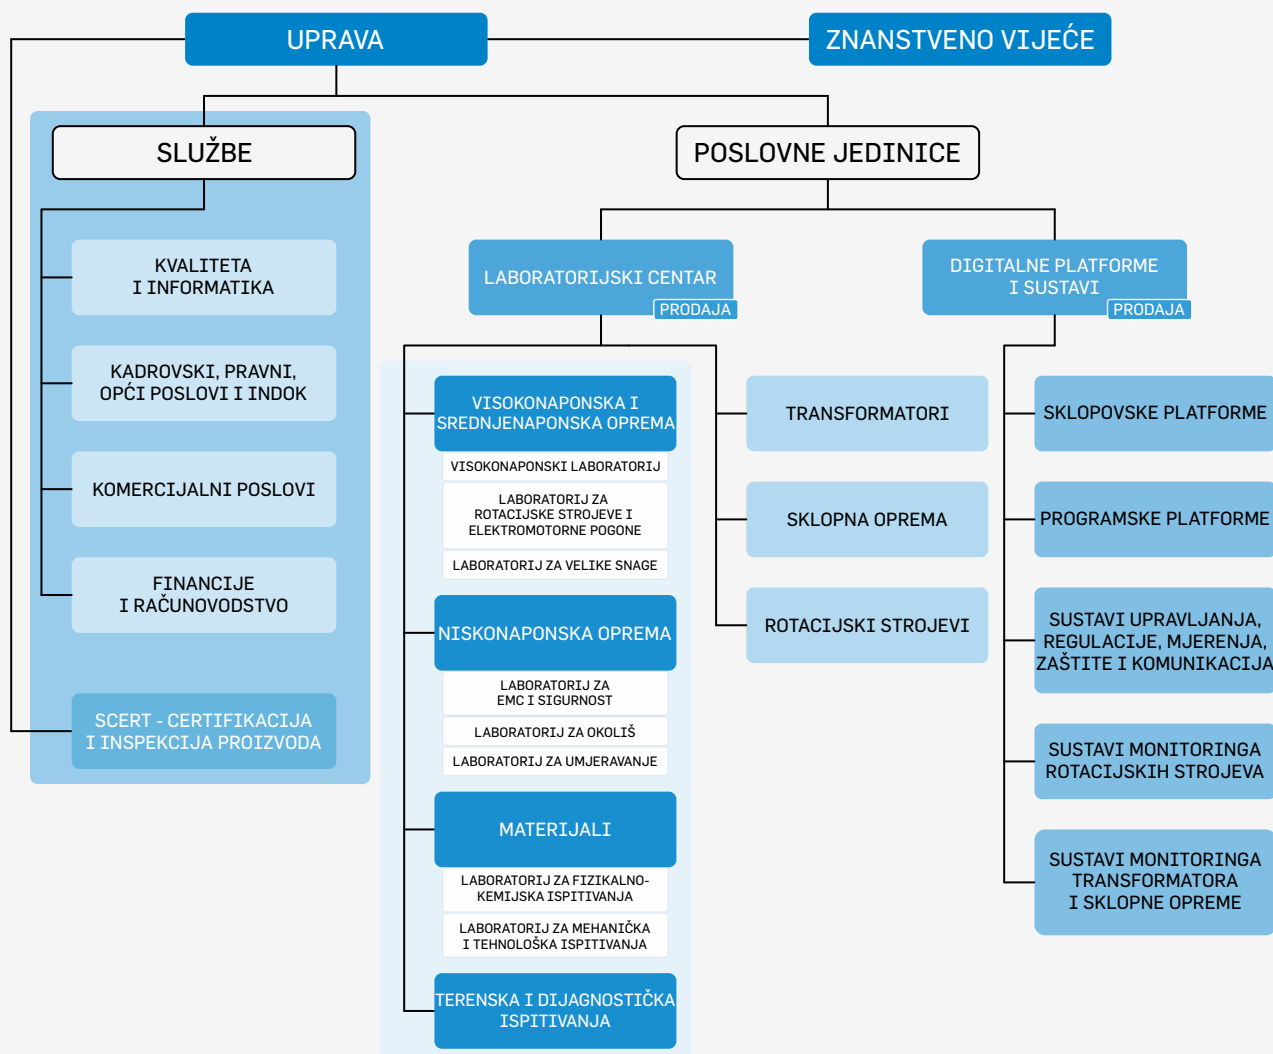 UPRAVA
ZNANSTVENO VIJEĆE
SLUŽBE
POSLOVNE JEDINICE
KVALITETA
I INFORMATIKA
KADROVSKI, PRAVNI,
OPĆI POSLOVI I INDOK
KOMERCIJALNI POSLOVI
FINANCIJE
I RAČUNOVODSTVO
SCERT - CERTIFIKACIJA
I INSPEKCIJA PROIZVODA
LABORATORIJSKI CENTAR
PRODAJA
VISOKONAPONSKA I
SREDNJENAPONSKA OPREMA
VISOKONAPONSKI LABORATORIJ
LABORATORIJ ZA
ROTACIJSKE STROJEVE I
ELEKTROMOTORNE POGONE
LABORATORIJ ZA VELIKE SNAGE
NISKONAPONSKA OPREMA
LABORATORIJ ZA
EMC I SIGURNOST
LABORATORIJ ZA OKOLIŠ
LABORATORIJ ZA UMJERAVANJE
MATERIJALI
LABORATORIJ ZA FIZIKALNO-
KEMIJSKA ISPITIVANJA
LABORATORIJ ZA MEHANIČKA
I TEHNOLOŠKA ISPITIVANJA
TERENSKA I DIJAGNOSTIČKA
ISPITIVANJA
TRANSFORMATORI
SKLOPNA OPREMA
ROTACIJSKI STROJEVI
DIGITALNE PLATFORME
I SUSTAVI
PRODAJA
SKLOPOVSKE PLATFORME
PROGRAMSKE PLATFORME
SUSTAVI UPRAVLJANJA,
REGULACIJE, MJERENJA,
ZAŠTITE I KOMUNIKACIJA
SUSTAVI MONITORINGA
ROTACIJSKIH STROJEVA
SUSTAVI MONITORINGA
TRANSFORMATORA
I SKLOPNE OPREME